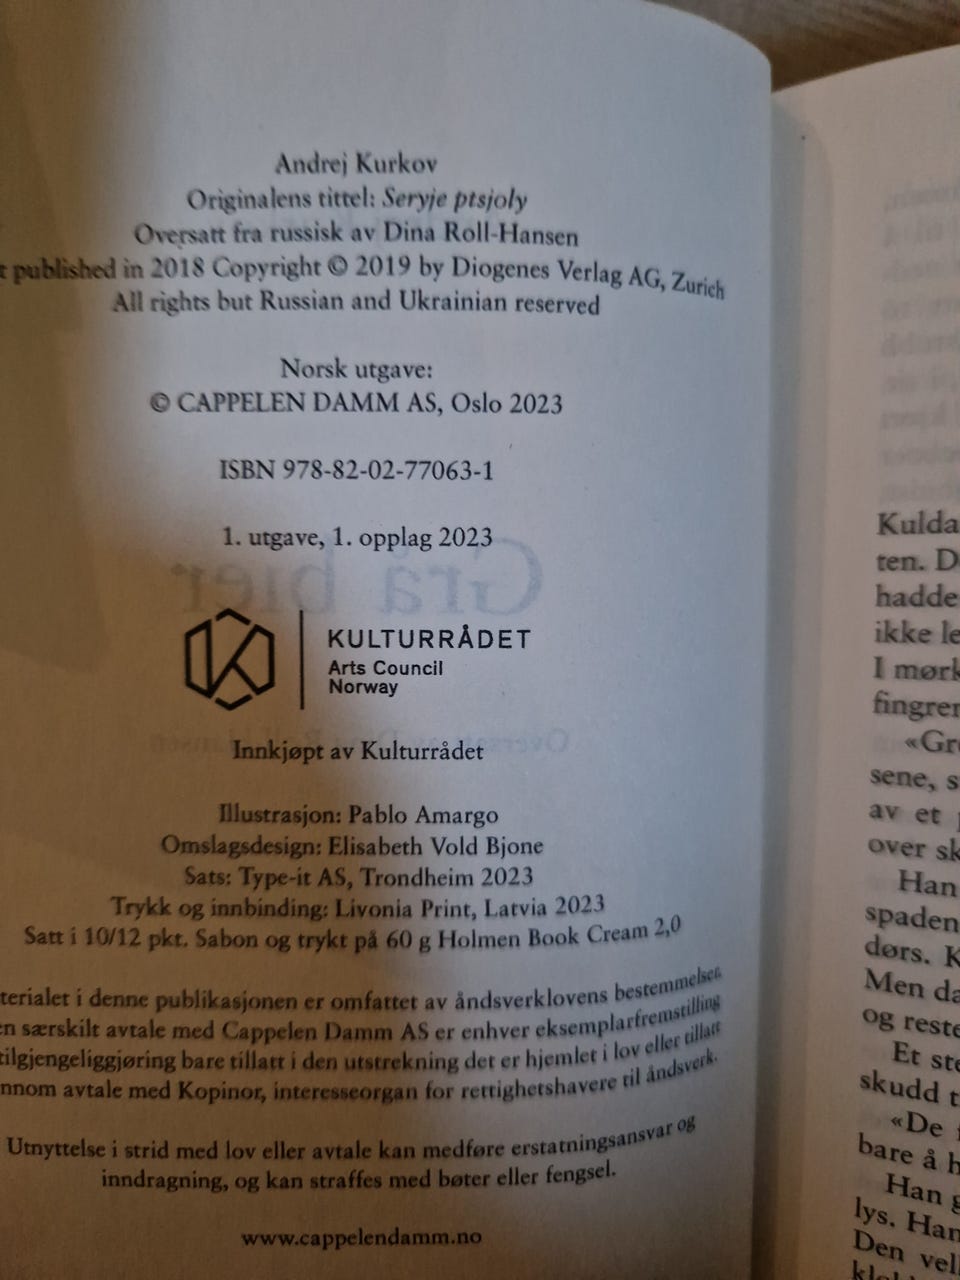 Andrej Kurkov
Originalens tittel: Seryje ptsjoly
Oversatt fra russisk av Dina Roll-Hansen
published in 2018 Copyright © 2019 by Diogenes Verlag AG, Zurich
All rights but Russian and Ukrainian reserved
Norsk utgave:
© CAPPELEN DAMM AS, Oslo 2023
ISBN 978-82-02-77063-1
1. utgave, 1. opplag 2023
Grå bier
KULTURRÅDET
Arts Council
Norway
Innkjøpt av Kulturrådet
Illustrasjon: Pablo Amargo
Omslagsdesign: Elisabeth Vold Bjone
Sats: Type-it AS, Trondheim 2023
Trykk og innbinding: Livonia Print, Latvia 2023
Satt i 10/12 pkt. Sabon og trykt på 60 g Holmen Book Cream 2,0
terialet i denne publikasjonen er omfattet av åndsverklovens bestemmelser.
n særskilt avtale med Cappelen Damm AS er enhver eksemplarfremstilling
tilgjengeliggjøring bare tillatt i den utstrekning det er hjemlet i lov eller tillatt
nnom avtale med Kopinor, interesseorgan for rettighetshavere til åndsverk.
Utnyttelse i strid med lov eller avtale kan medføre erstatningsansvar og
inndragning, og kan straffes med bøter eller fengsel.
www.cappelendamm.no
Kulda
ten. D
hadde
ikke le
I mørk
fingrer
«Gr
sene, s
av et
over sk
Han
spaden
dørs. K
Men da
og reste
Et ste
skudd t
«De f
bare å h
Han g
lys. Han
Den vel